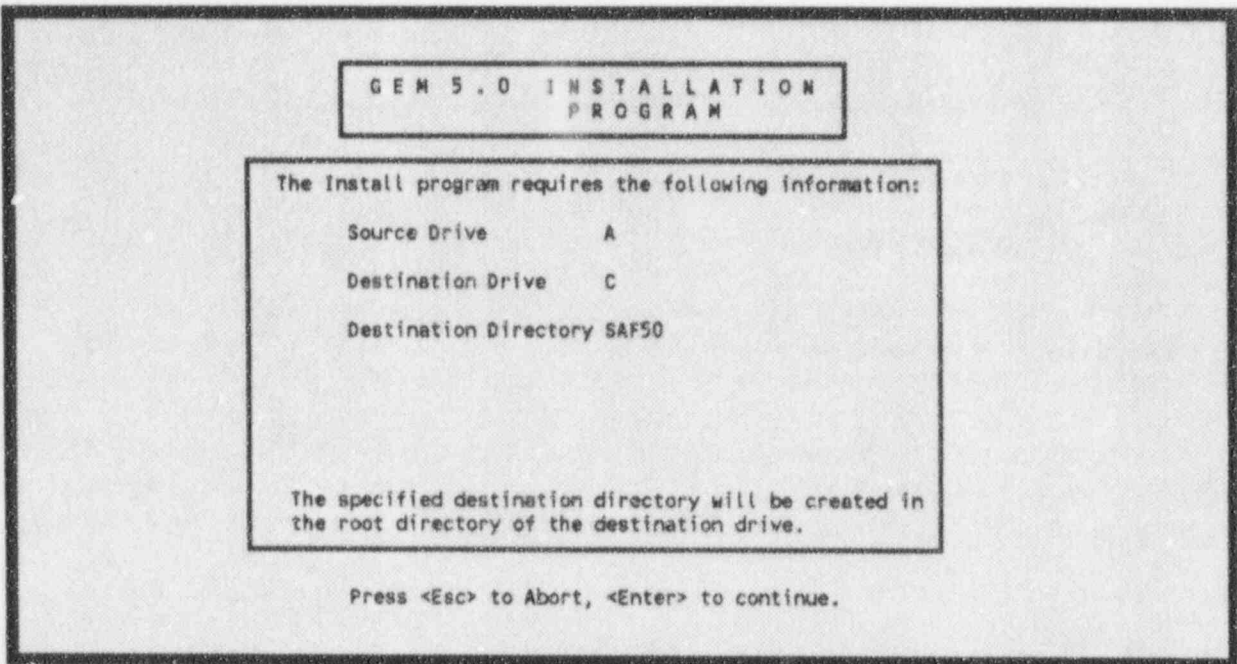 GEM 5.0 INSTALLATION
PROGRAM
The Install program requires the following information:
Source Drive A
Destination Drive C
Destination Directory SAF50
The specified destination directory will be created in
the root directory of the destination drive.
Press <Esc> to Abort, <Enter> to continue.